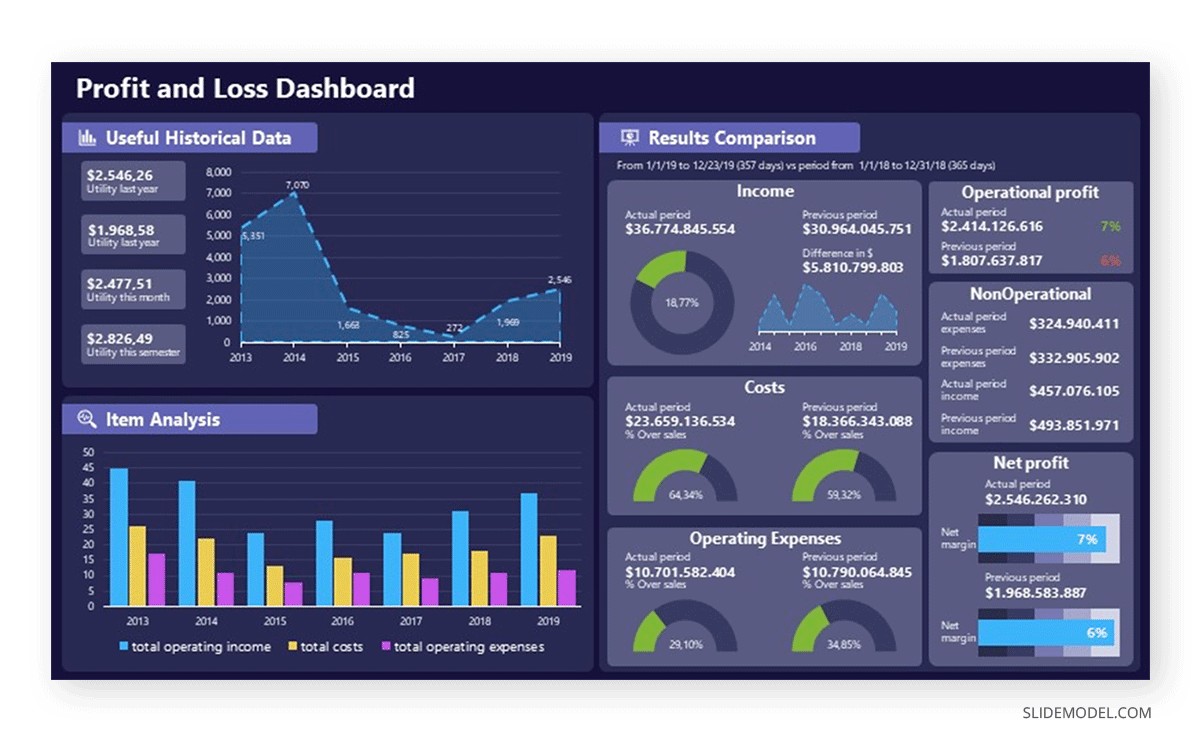 Profit and Loss Dashboard
Useful Historical Data
$2.546,26
Utility last year
$1.968,58
Utility last year
$2.477,51
Utility this month
$2.826,49
Utility this semester
8,000
7,000
6,000
5,000
4,000
3,000
2,000
1,000
0
5,351
7,070
1,663
825
272
1,969
2,546
2013 2014 2015 2016 2017 2018 2019
Item Analysis
50
45
40
35
30
25
20
15
10
5
0
2013 2014 2015 2016 2017 2018 2019
total operating income total costs total operating expenses
Results Comparison
From 1/1/19 to 12/23/19 (357 days) vs period from 1/1/18 to 12/31/18 (365 days)
Income
Actual period
$36.774.845.554
Previous period
$30.964.045.751
Difference in $
$5.810.799.803
18,77%
2014 2016 2018 2019
Costs
Actual period
$23.659.136.534
% Over sales
64,34%
Previous period
$18.366.343.088
% Over sales
59,32%
Operating Expenses
Actual period
$10.701.582.404
% Over sales
29,10%
Previous period
$10.790.064.845
% Over sales
34,85%
Operational profit
Actual period
$2.414.126.616 7%
Previous period
$1.807.637.817 6%
NonOperational
Actual period
expenses
$324.940.411
Previous period
expenses
$332.905.902
Actual period
income
$457.076.105
Previous period
income
$493.851.971
Net profit
Actual period
$2.546.262.310
Net
margin
7%
Previous period
$1.968.583.887
Net
margin
6%
SLIDEMODEL.COM